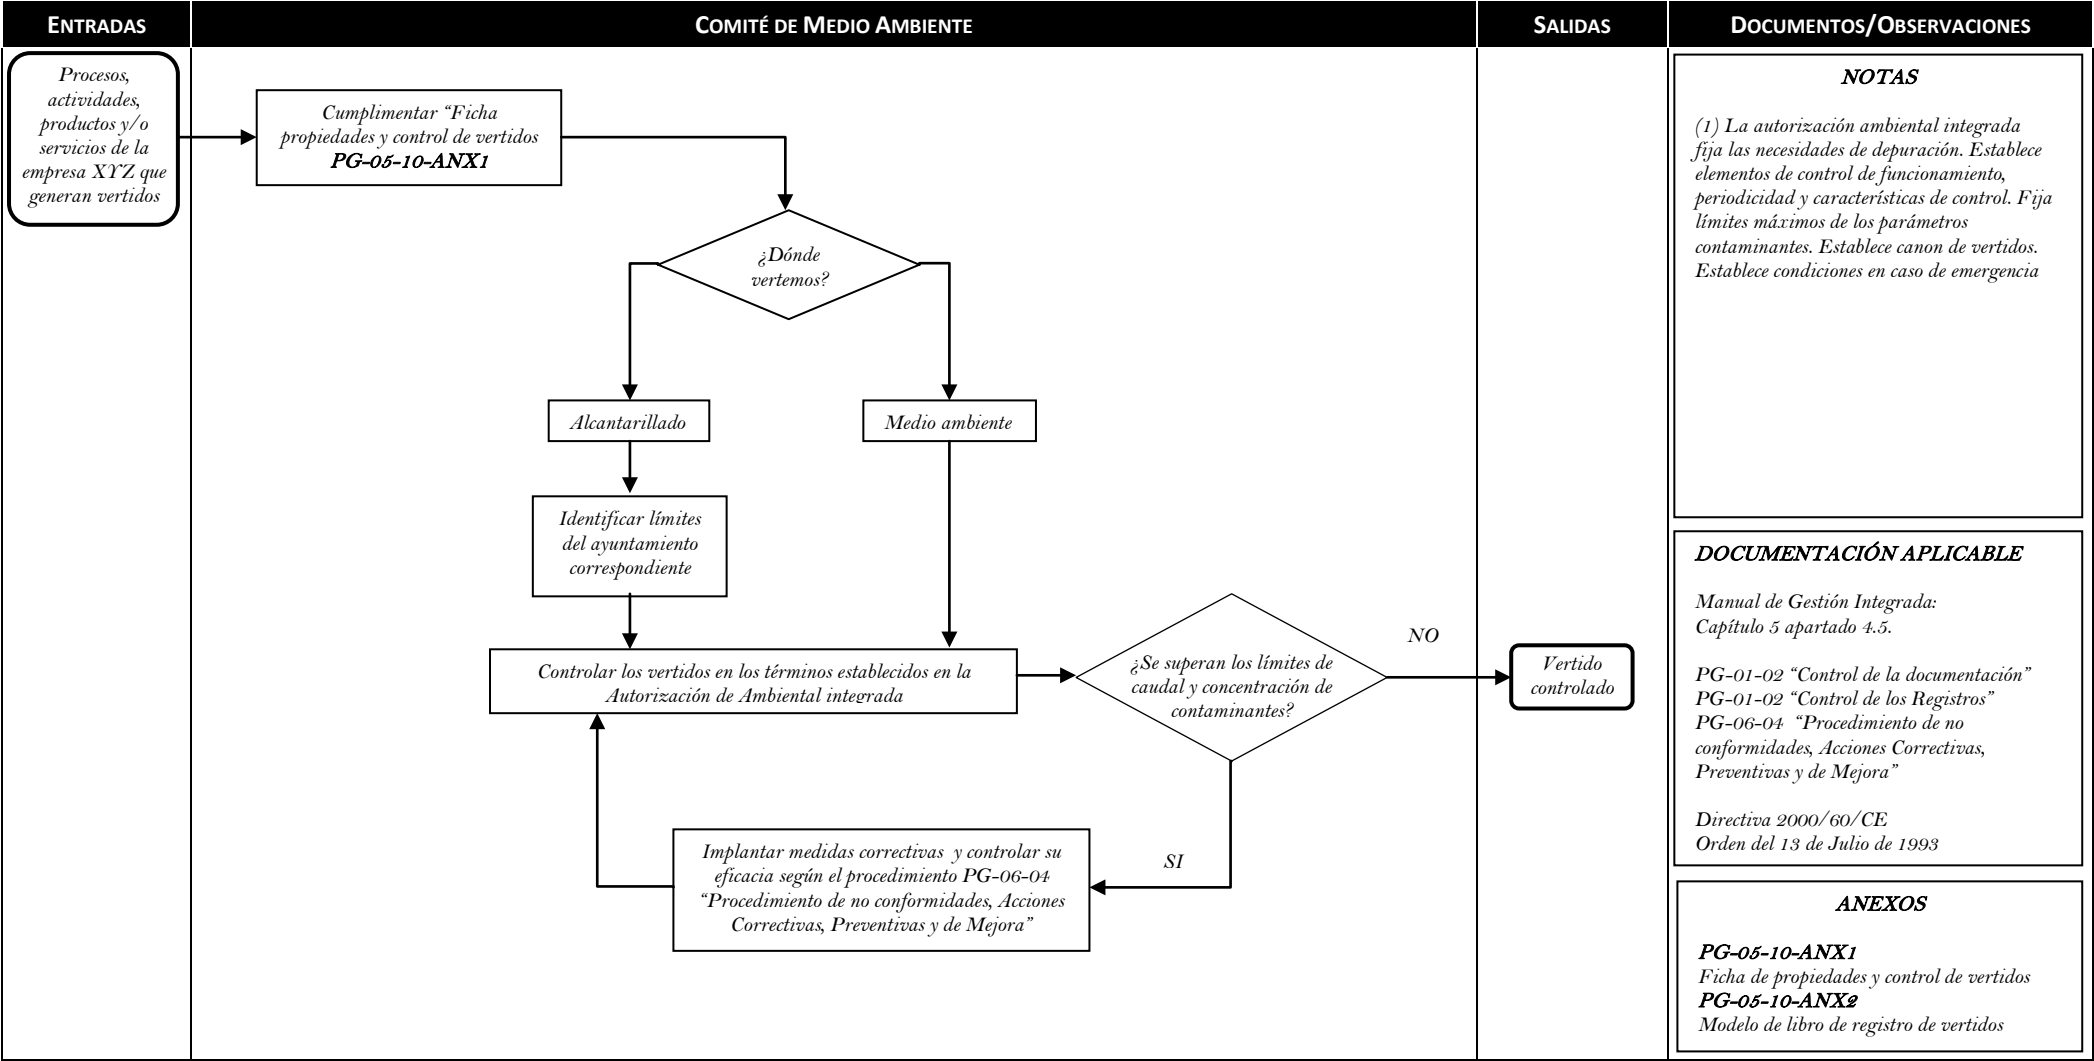 ENTRADAS
COMITÉ DE MEDIO AMBIENTE
SALIDAS
DOCUMENTOS/OBSERVACIONES
Procesos,
actividades,
productos y/o
servicios de la
empresa XYZ que
generan vertidos
Cumplimentar “Ficha
propiedades y control de vertidos
PG-05-10-ANX1
¿Dónde
vertemos?
Alcantarillado
Medio ambiente
Identificar límites
del ayuntamiento
correspondiente
Controlar los vertidos en los términos establecidos en la
Autorización de Ambiental integrada
¿Se superan los límites de
caudal y concentración de
contaminantes?
NO
SI
Implantar medidas correctivas y controlar su
eficacia según el procedimiento PG-06-04
“Procedimiento de no conformidades, Acciones
Correctivas, Preventivas y de Mejora”
Vertido
controlado
NOTAS
(1) La autorización ambiental integrada
fija las necesidades de depuración. Establece
elementos de control de funcionamiento,
periodicidad y características de control. Fija
límites máximos de los parámetros
contaminantes. Establece canon de vertidos.
Establece condiciones en caso de emergencia
DOCUMENTACIÓN APLICABLE
Manual de Gestión Integrada:
Capítulo 5 apartado 4.5.
PG-01-02 “Control de la documentación”
PG-01-02 “Control de los Registros”
PG-06-04 “Procedimiento de no
conformidades, Acciones Correctivas,
Preventivas y de Mejora”
Directiva 2000/60/CE
Orden del 13 de Julio de 1993
ANEXOS
PG-05-10-ANX1
Ficha de propiedades y control de vertidos
PG-05-10-ANX2
Modelo de libro de registro de vertidos